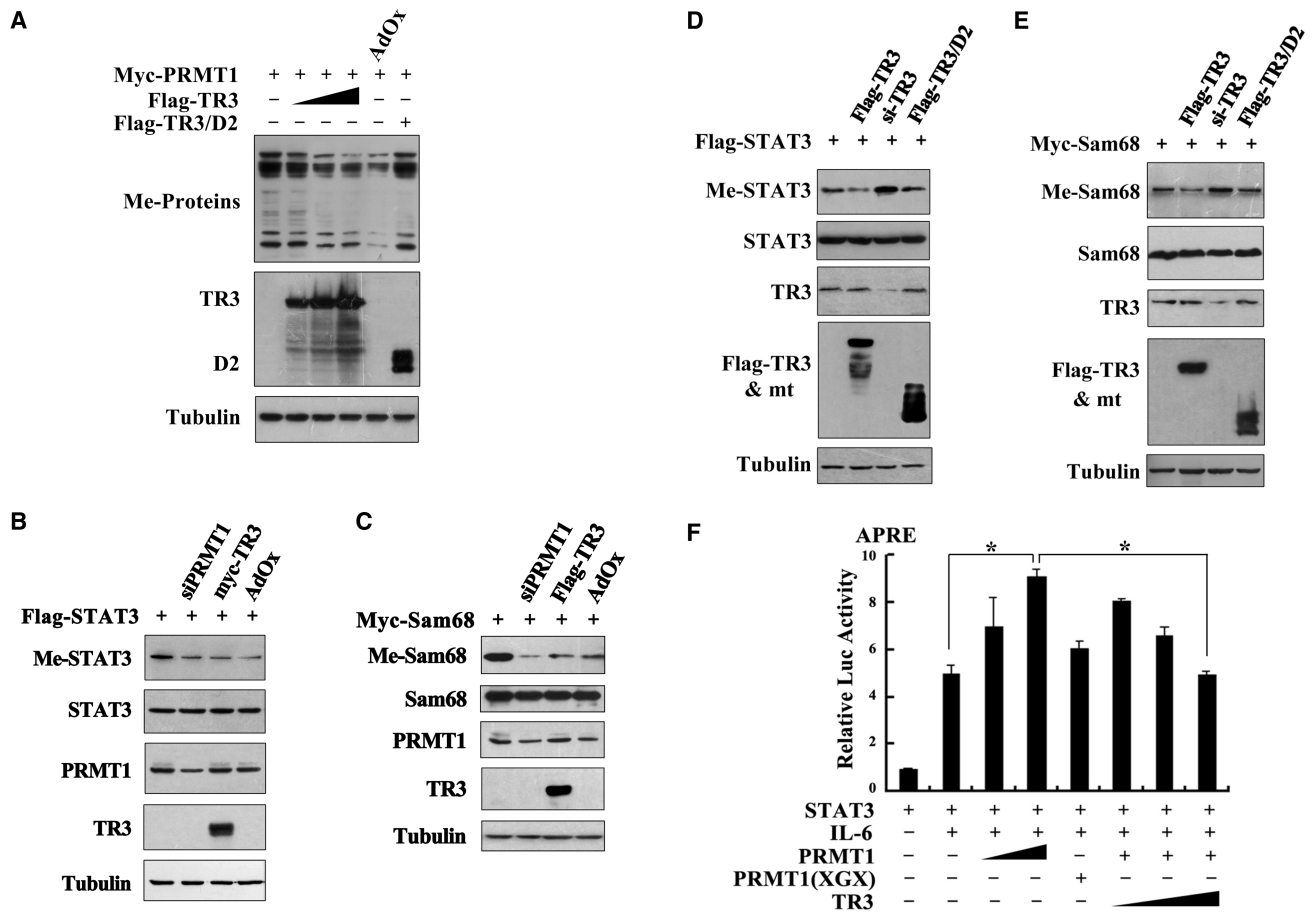 A
AdOx
Myc-PRMT1 + + + + + +
Flag-TR3 – – –
Flag-TR3/D2 – – – – – +
Me-Proteins
TR3
D2
Tubulin
B
siPRMT1
myc-TR3
AdOx
Flag-STAT3 + + + +
Me-STAT3
STAT3
PRMT1
TR3
Tubulin
C
siPRMT1
Flag-TR3
AdOx
Myc-Sam68 + + + +
Me-Sam68
Sam68
PRMT1
TR3
Tubulin
D
Flag-TR3
si-TR3
Flag-TR3/D2
Flag-STAT3 + + + +
Me-STAT3
STAT3
TR3
Flag-TR3
& mt
Tubulin
E
Flag-TR3
si-TR3
Flag-TR3/D2
Myc-Sam68 + + + +
Me-Sam68
Sam68
TR3
Flag-TR3
& mt
Tubulin
F
APRE
Relative Luc Activity
10
8
6
4
2
0
* *
STAT3 + + + + + + + +
IL-6 – + + + + + + +
PRMT1 – – – + + +
PRMT1(XGX) – – – – + – – –
TR3 – – – – –